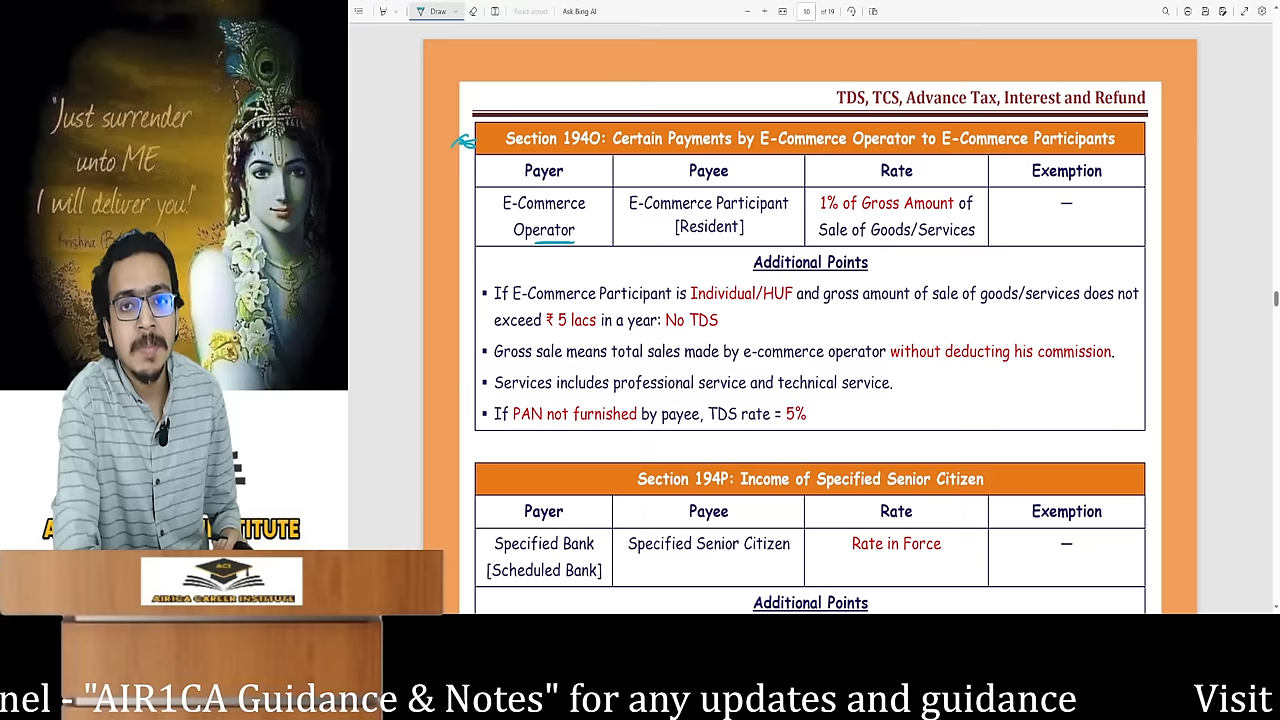 Draw
Read aloud
Ask Bing AI
10
of 19
"Just surrender
unto ME
I will deliver you!"
TDS, TCS, Advance Tax, Interest and Refund
Section 194O: Certain Payments by E-Commerce Operator to E-Commerce Participants
Payer Payee Rate Exemption
E-Commerce E-Commerce Participant 1% of Gross Amount of —
Operator [Resident] Sale of Goods/Services
Additional Points
▪ If E-Commerce Participant is Individual/HUF and gross amount of sale of goods/services does not
exceed ₹ 5 lacs in a year: No TDS
▪ Gross sale means total sales made by e-commerce operator without deducting his commission.
▪ Services includes professional service and technical service.
▪ If PAN not furnished by payee, TDS rate = 5%
Section 194P: Income of Specified Senior Citizen
Payer Payee Rate Exemption
Specified Bank Specified Senior Citizen Rate in Force —
[Scheduled Bank]
Additional Points
ACI
AIR1CA CAREER INSTITUTE
nel - "AIR1CA Guidance & Notes" for any updates and guidance Visit